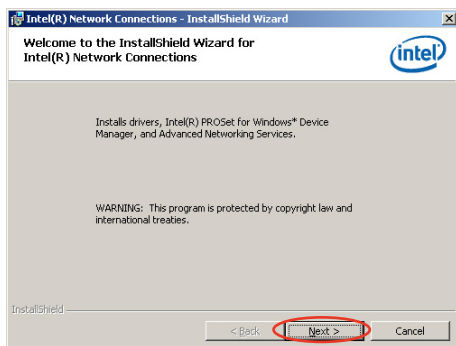 Intel(R) Network Connections - InstallShield Wizard
Welcome to the InstallShield Wizard for
Intel(R) Network Connections
intel
Installs drivers, Intel(R) PROSet for Windows* Device
Manager, and Advanced Networking Services.
WARNING: This program is protected by copyright law and
international treaties.
InstallShield
< Back Next > Cancel